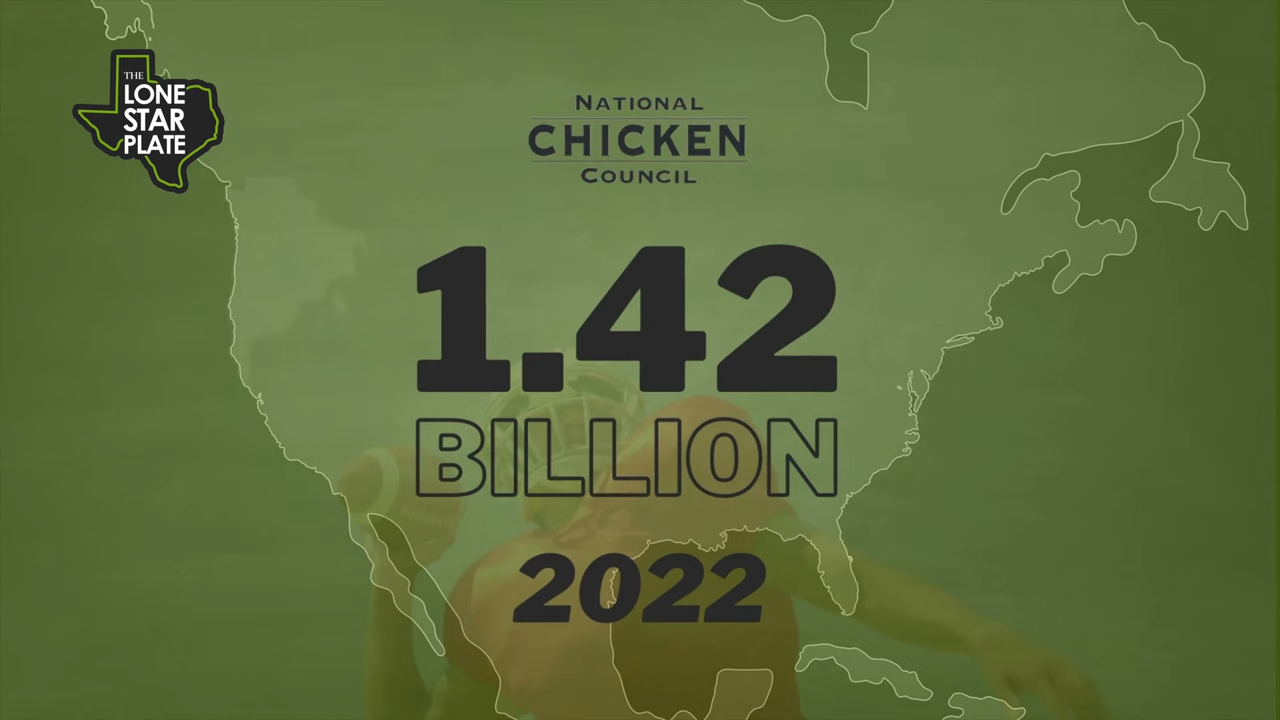 THE
LONE
STAR
PLATE
NATIONAL
CHICKEN
COUNCIL
1.42
BILLION
2022